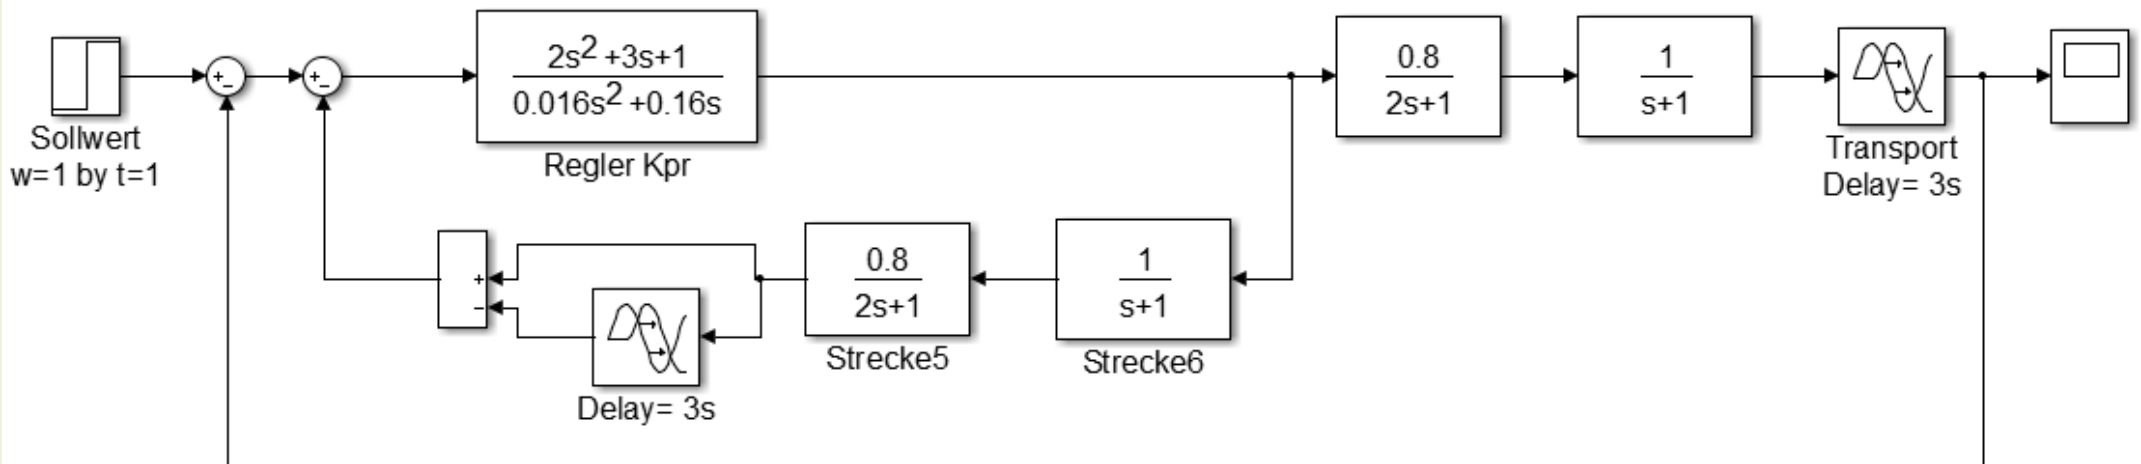 Sollwert
w=1 by t=1
+
−
+
−
2s2 +3s+1
0.016s2 +0.16s
Regler Kpr
0.8
2s+1
1
s+1
Transport
Delay= 3s
+
−
Delay= 3s
0.8
2s+1
Strecke5
1
s+1
Strecke6